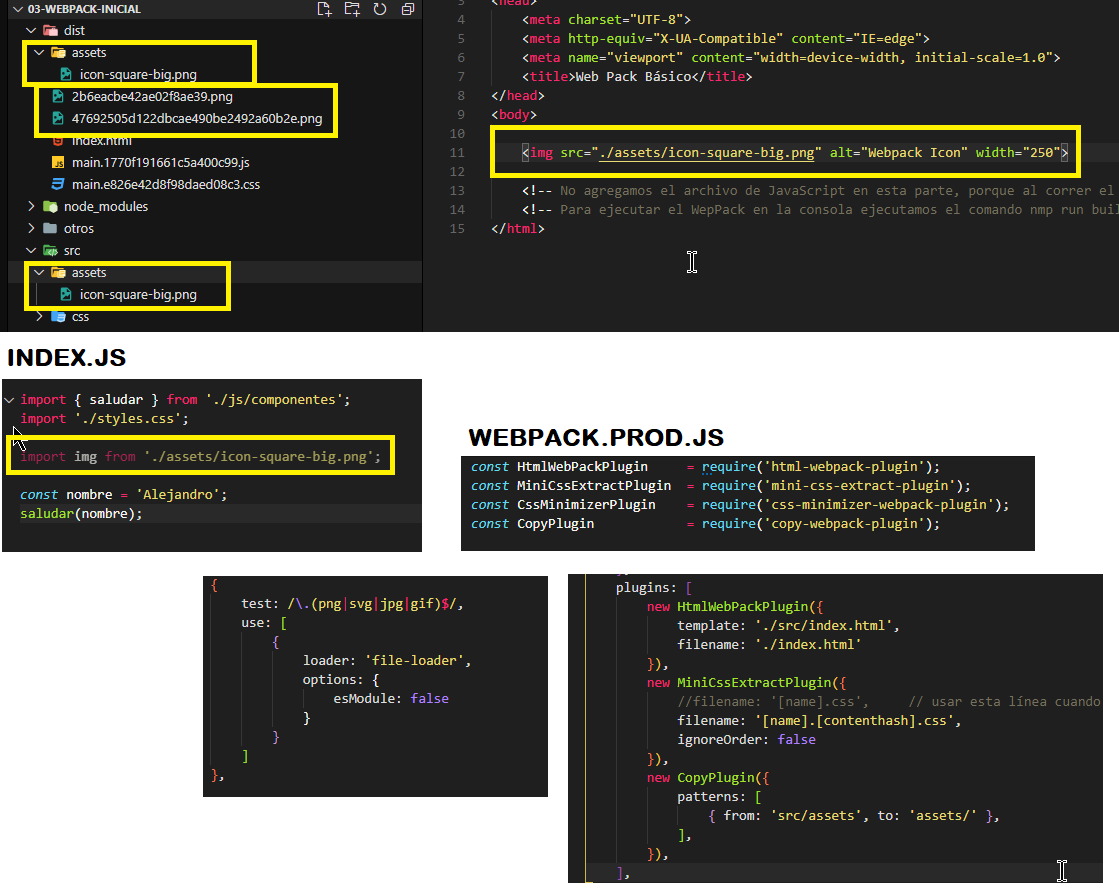 03-WEBPACK-INICIAL
dist
assets
icon-square-big.png
2b6eacbe42ae02f8ae39.png
47692505d122dbcae490be2492a60b2e.png
index.html
main.1770f191661c5a400c99.js
main.e826e42d8f98daed08c3.css
node_modules
otros
src
assets
icon-square-big.png
css
3 <head>
4 <meta charset="UTF-8">
5 <meta http-equiv="X-UA-Compatible" content="IE=edge">
6 <meta name="viewport" content="width=device-width, initial-scale=1.0">
7 <title>Web Pack Básico</title>
8 </head>
9 <body>
10
11 <img src="./assets/icon-square-big.png" alt="Webpack Icon" width="250">
12
13 <!-- No agregamos el archivo de JavaScript en esta parte, porque al correr el
14 <!-- Para ejecutar el WepPack en la consola ejecutamos el comando nmp run buil
15 </html>
INDEX.JS
import { saludar } from './js/componentes';
import './styles.css';
import img from './assets/icon-square-big.png';
const nombre = 'Alejandro';
saludar(nombre);
WEBPACK.PROD.JS
const HtmlWebPackPlugin = require('html-webpack-plugin');
const MiniCssExtractPlugin = require('mini-css-extract-plugin');
const CssMinimizerPlugin = require('css-minimizer-webpack-plugin');
const CopyPlugin = require('copy-webpack-plugin');
{
test: /\.(png|svg|jpg|gif)$/,
use: [
{
loader: 'file-loader',
options: {
esModule: false
}
}
]
},
plugins: [
new HtmlWebPackPlugin({
template: './src/index.html',
filename: './index.html'
}),
new MiniCssExtractPlugin({
//filename: '[name].css', // usar esta línea cuando
filename: '[name].[contenthash].css',
ignoreOrder: false
}),
new CopyPlugin({
patterns: [
{ from: 'src/assets', to: 'assets/' },
],
}),
],